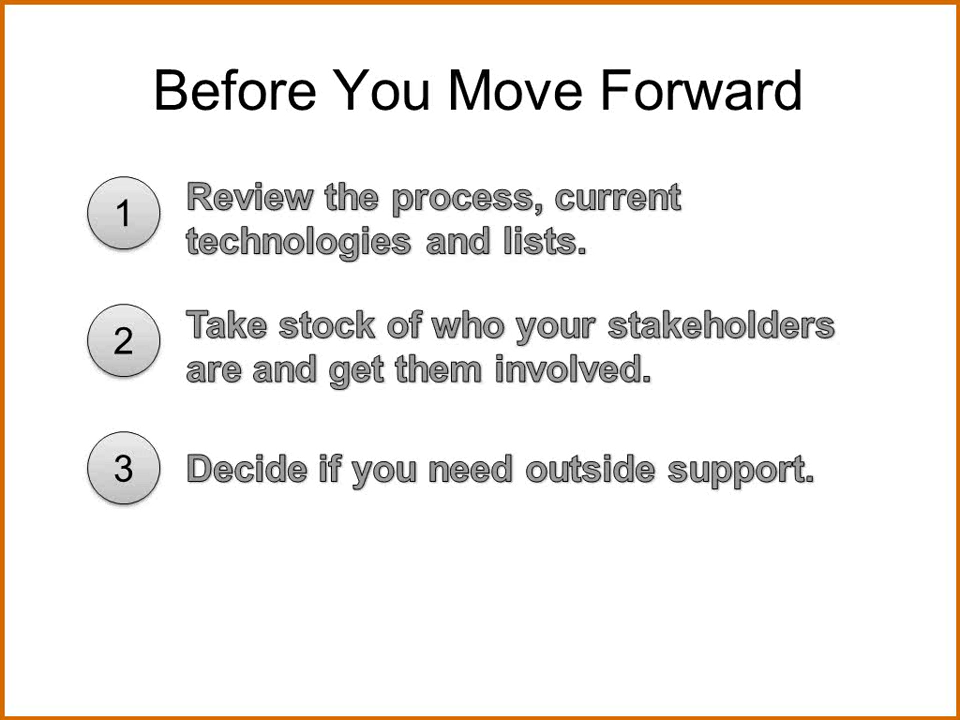 Before You Move Forward
1
Review the process, current
technologies and lists.
2
Take stock of who your stakeholders
are and get them involved.
3
Decide if you need outside support.